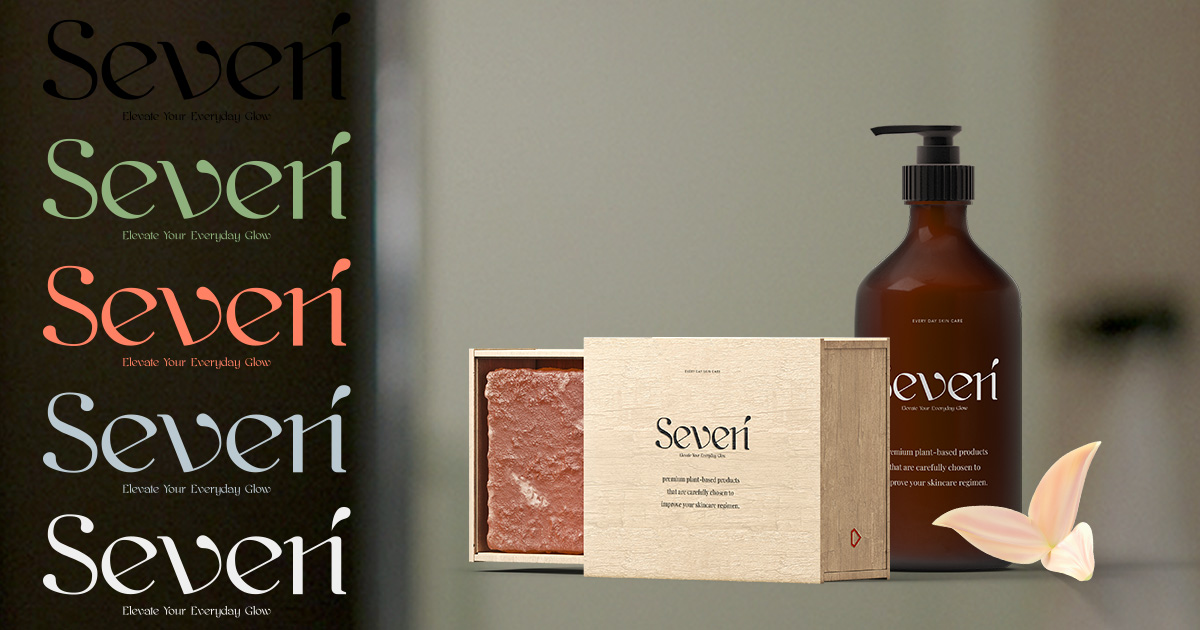 Severi
Elevate Your Everyday Glow
Severi
Elevate Your Everyday Glow
Severi
Elevate Your Everyday Glow
Severi
Elevate Your Everyday Glow
Severi
Elevate Your Everyday Glow
EVERY DAY SKIN CARE
Severi
Elevate Your Everyday Glow
premium plant-based products
that are carefully chosen to
improve your skincare regimen.
EVERY DAY SKIN CARE
Severi
Elevate Your Everyday Glow
emium plant-based products
that are carefully chosen to
prove your skincare regimen.